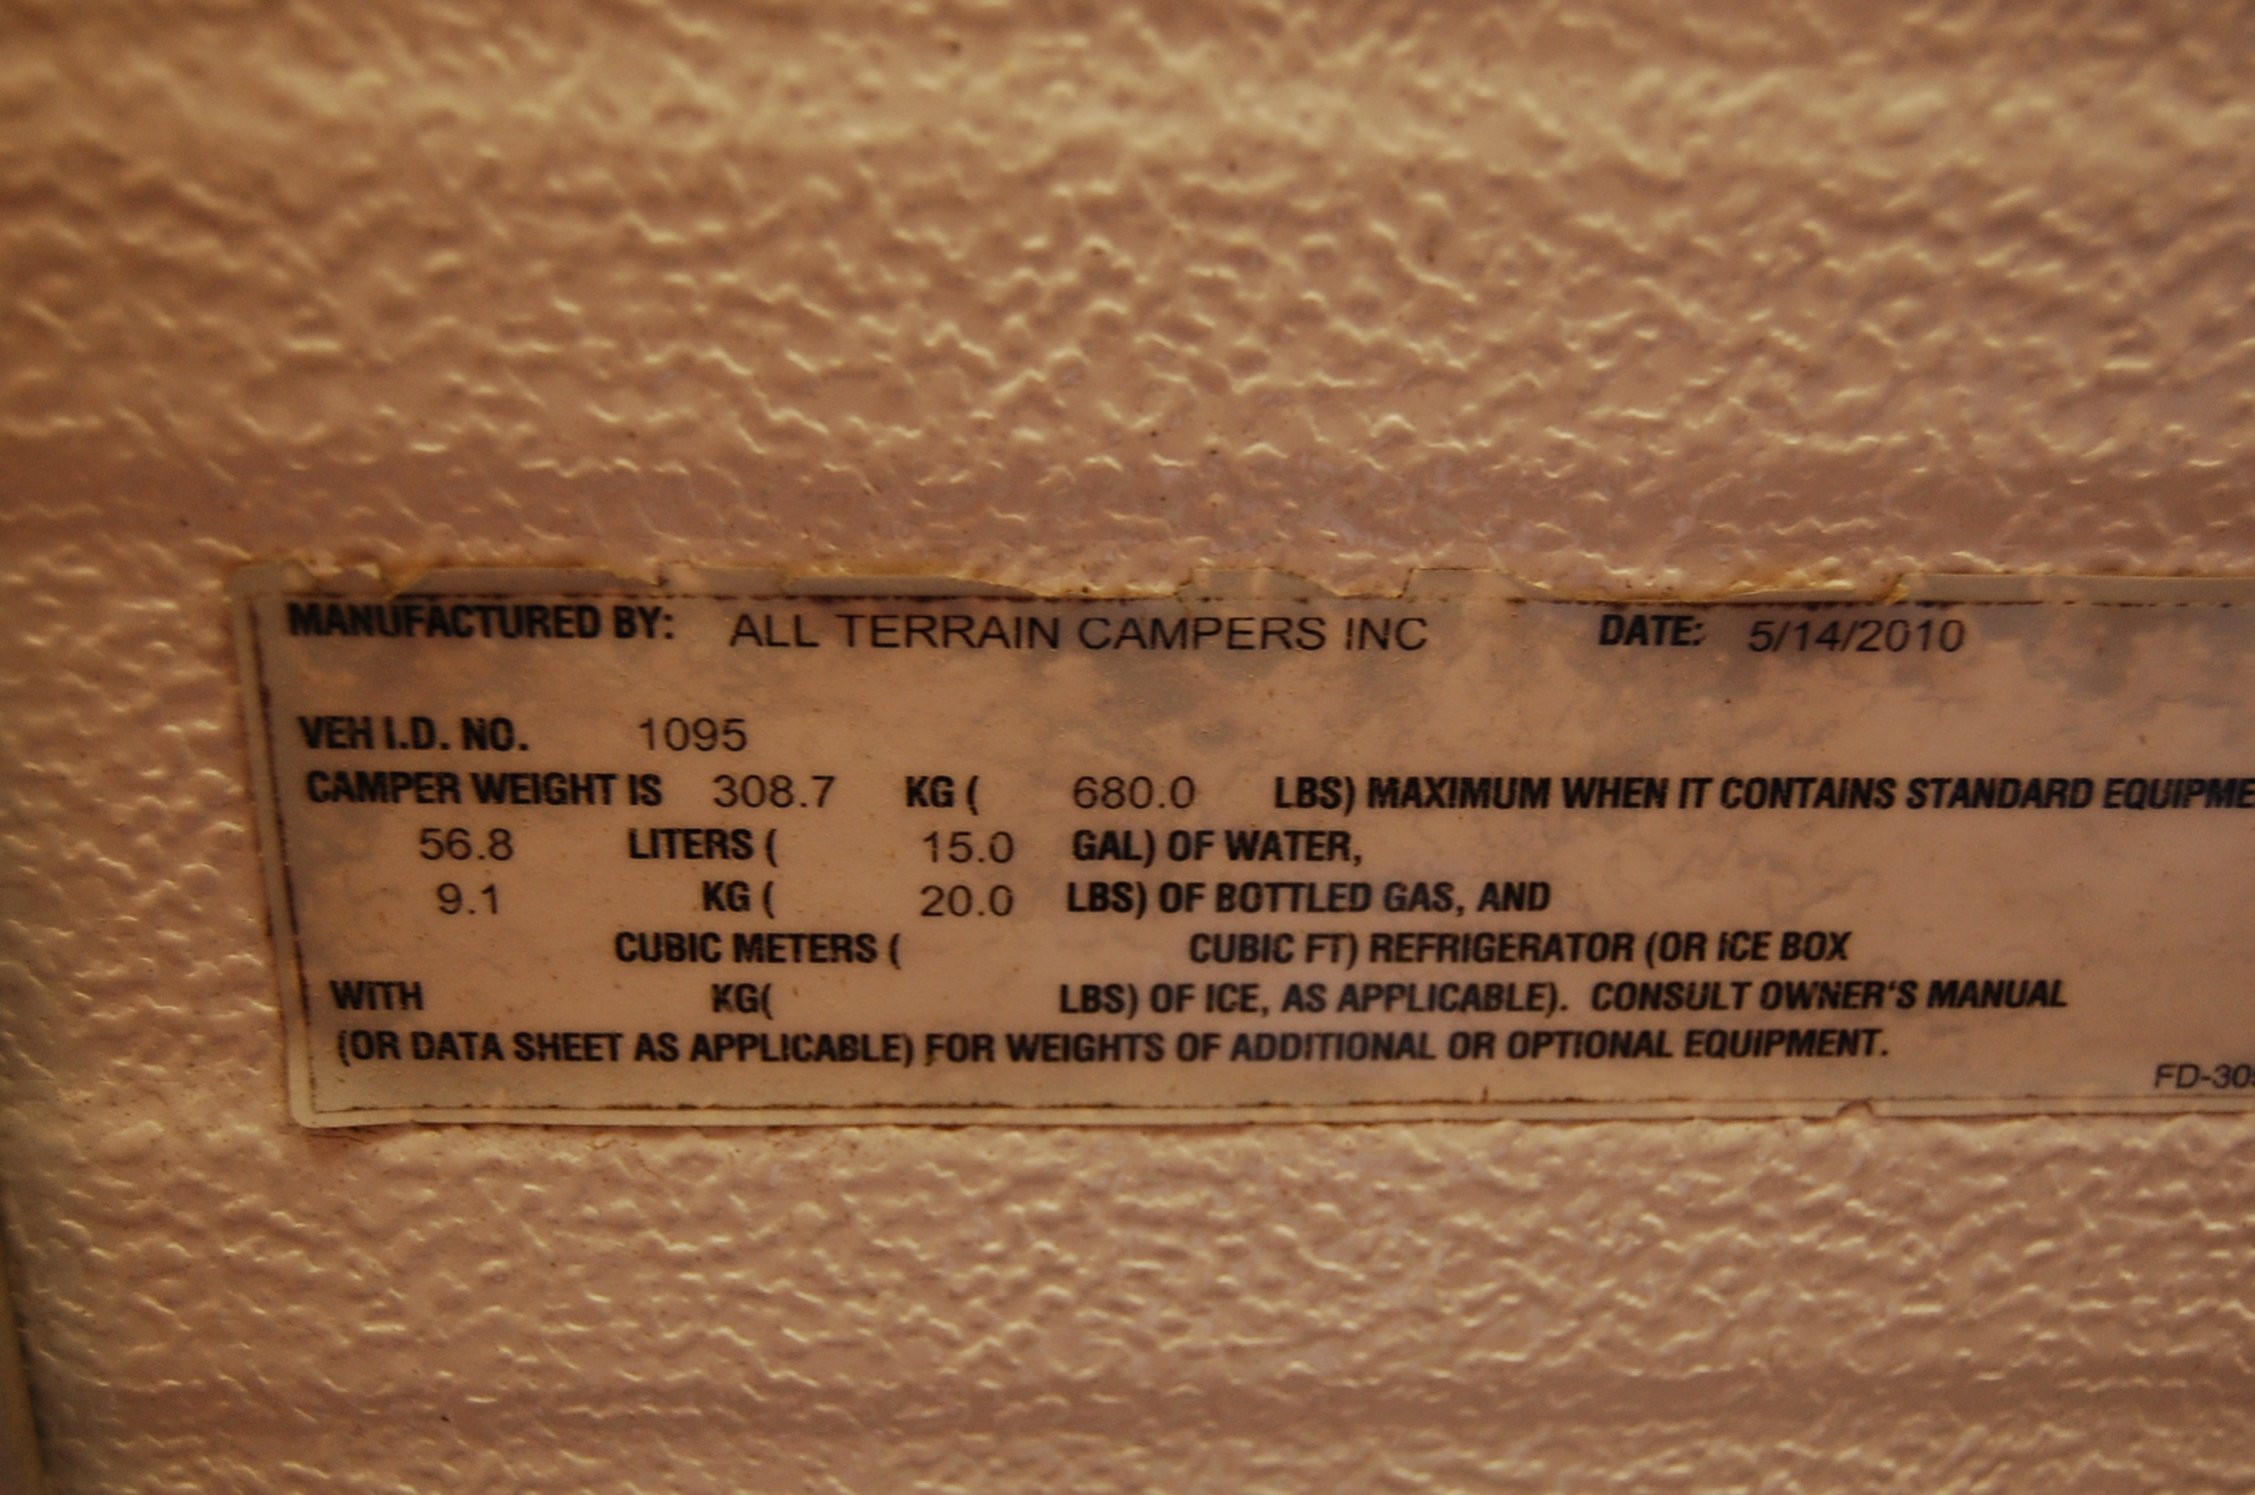 MANUFACTURED BY: ALL TERRAIN CAMPERS INC DATE: 5/14/2010
VEH I.D. NO. 1095
CAMPER WEIGHT IS 308.7 KG ( 680.0 LBS) MAXIMUM WHEN IT CONTAINS STANDARD EQUIPME
56.8 LITERS ( 15.0 GAL) OF WATER,
9.1 KG ( 20.0 LBS) OF BOTTLED GAS, AND
CUBIC METERS ( CUBIC FT) REFRIGERATOR (OR ICE BOX
WITH KG( LBS) OF ICE, AS APPLICABLE). CONSULT OWNER'S MANUAL
(OR DATA SHEET AS APPLICABLE) FOR WEIGHTS OF ADDITIONAL OR OPTIONAL EQUIPMENT.